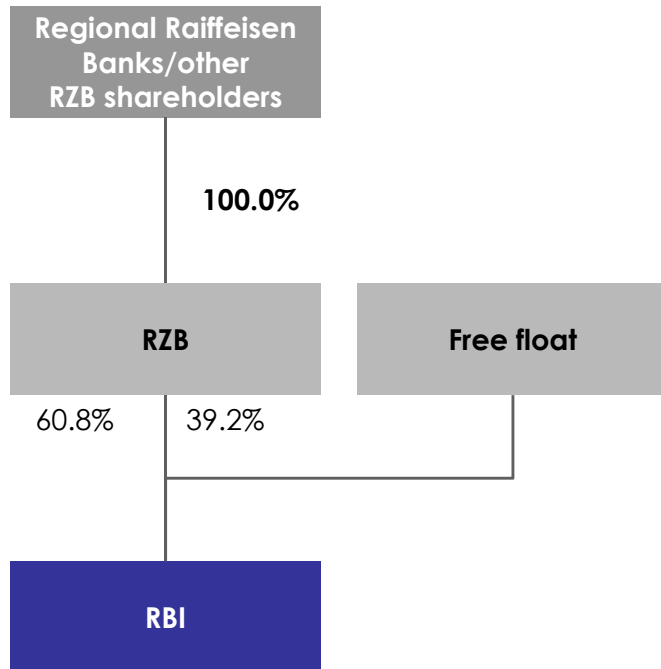 Regional Raiffeisen
Banks/other
RZB shareholders
100.0%
RZB
Free float
60.8%
39.2%
RBI